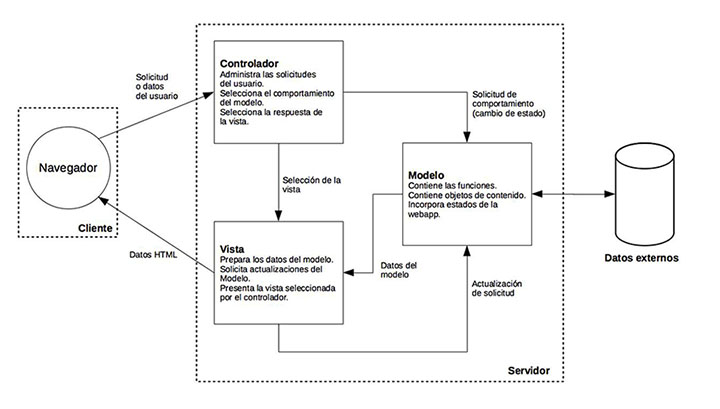 Solicitud
o datos
del usuario
Controlador
Administra las solicitudes
del usuario.
Selecciona el comportamiento
del modelo.
Selecciona la respuesta de
la vista.
Solicitud de
comportamiento
(cambio de estado)
Navegador
Cliente
Selección de la
vista
Modelo
Contiene las funciones.
Contiene objetos de contenido.
Incorpora estados de la
webapp.
Datos externos
Datos HTML
Vista
Prepara los datos del modelo.
Solicita actualizaciones del
Modelo.
Presenta la vista seleccionada
por el controlador.
Datos del
modelo
Actualización
de solicitud
Servidor